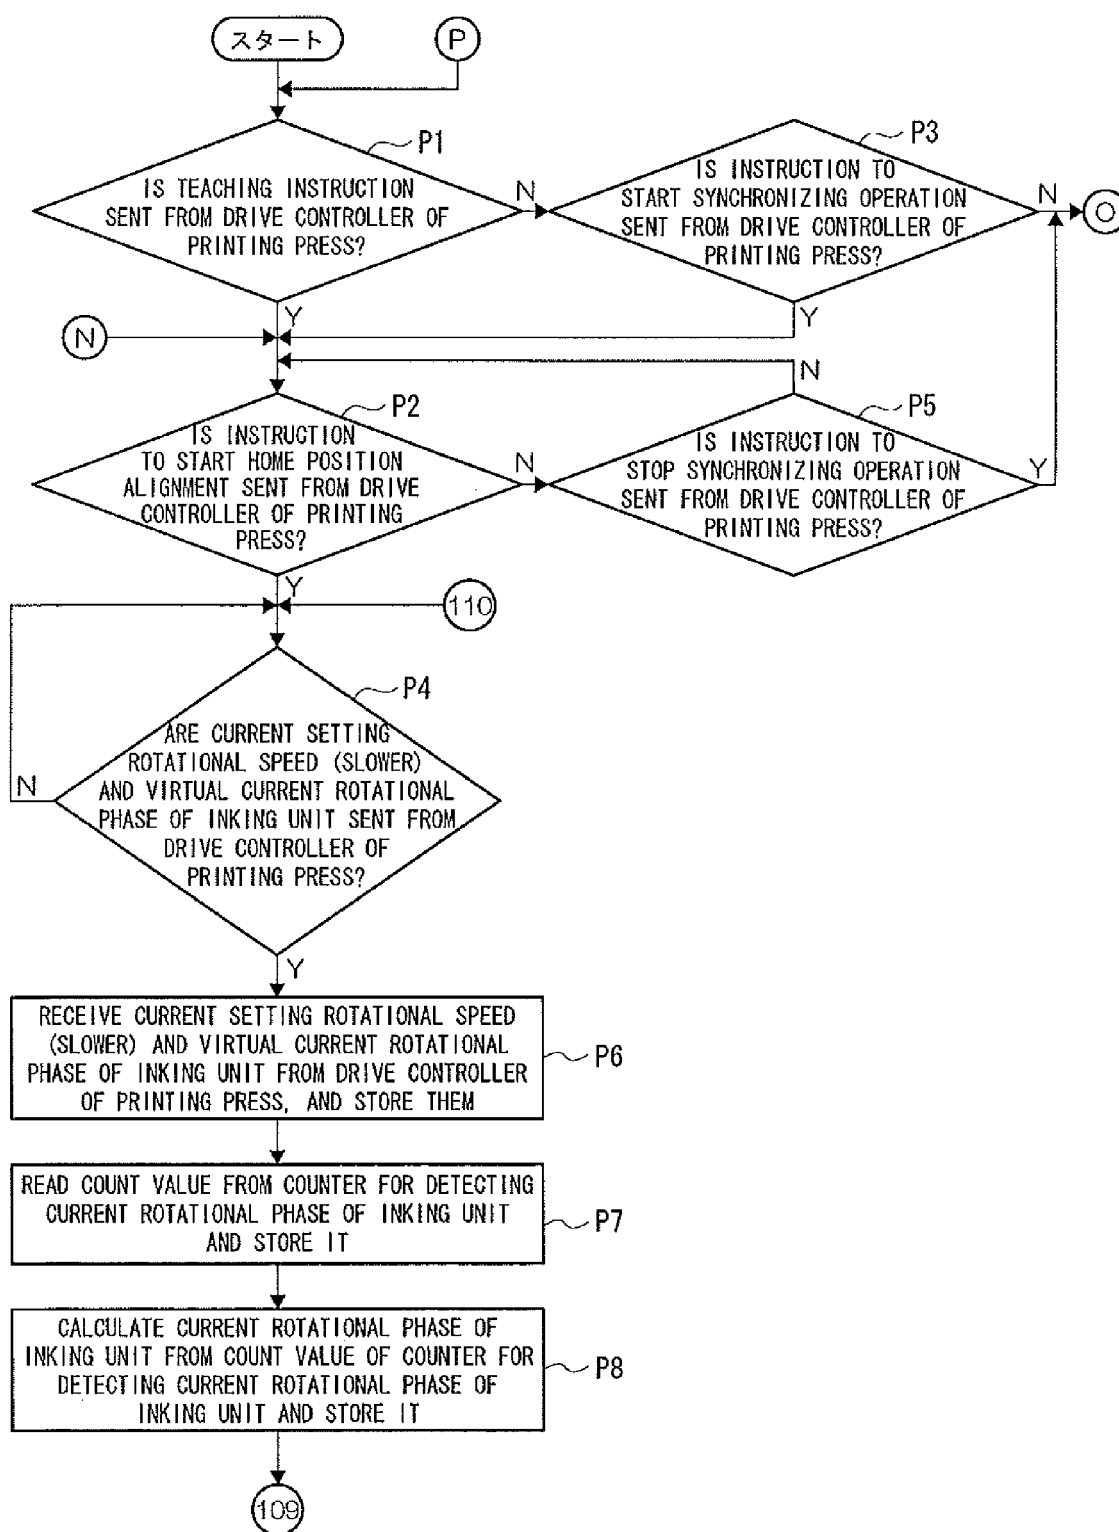 スタート
P
P1
IS TEACHING INSTRUCTION
SENT FROM DRIVE CONTROLLER OF
PRINTING PRESS?
N
Y
P3
IS INSTRUCTION TO
START SYNCHRONIZING OPERATION
SENT FROM DRIVE CONTROLLER OF
PRINTING PRESS?
N
O
Y
N
P2
IS INSTRUCTION
TO START HOME POSITION
ALIGNMENT SENT FROM DRIVE
CONTROLLER OF PRINTING
PRESS?
N
Y
N
P5
IS INSTRUCTION TO
STOP SYNCHRONIZING OPERATION
SENT FROM DRIVE CONTROLLER OF
PRINTING PRESS?
Y
110
P4
ARE CURRENT SETTING
ROTATIONAL SPEED (SLOWER)
AND VIRTUAL CURRENT ROTATIONAL
PHASE OF INKING UNIT SENT FROM
DRIVE CONTROLLER OF
PRINTING PRESS?
N
Y
RECEIVE CURRENT SETTING ROTATIONAL SPEED
(SLOWER) AND VIRTUAL CURRENT ROTATIONAL
PHASE OF INKING UNIT FROM DRIVE CONTROLLER
OF PRINTING PRESS, AND STORE THEM
P6
READ COUNT VALUE FROM COUNTER FOR DETECTING
CURRENT ROTATIONAL PHASE OF INKING UNIT
AND STORE IT
P7
CALCULATE CURRENT ROTATIONAL PHASE OF
INKING UNIT FROM COUNT VALUE OF COUNTER FOR
DETECTING CURRENT ROTATIONAL PHASE OF
INKING UNIT AND STORE IT
P8
109